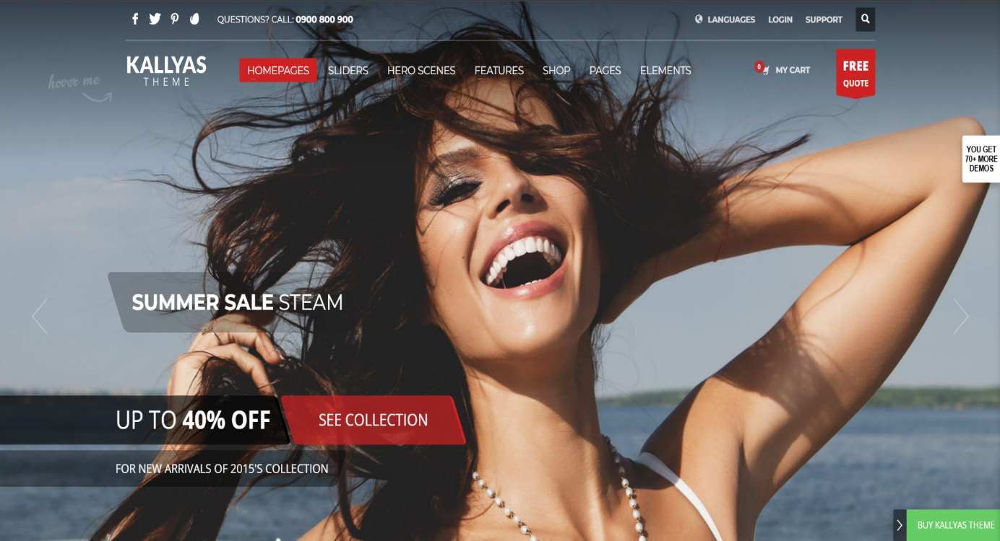 QUESTIONS? CALL: 0900 800 900
LANGUAGES LOGIN SUPPORT
KALLYAS
THEME
hover me
HOMEPAGES SLIDERS HERO SCENES FEATURES SHOP PAGES ELEMENTS
0 MY CART
FREE
QUOTE
YOU GET
70+ MORE
DEMOS
SUMMER SALE STEAM
UP TO 40% OFF
SEE COLLECTION
FOR NEW ARRIVALS OF 2015'S COLLECTION
BUY KALLYAS THEME